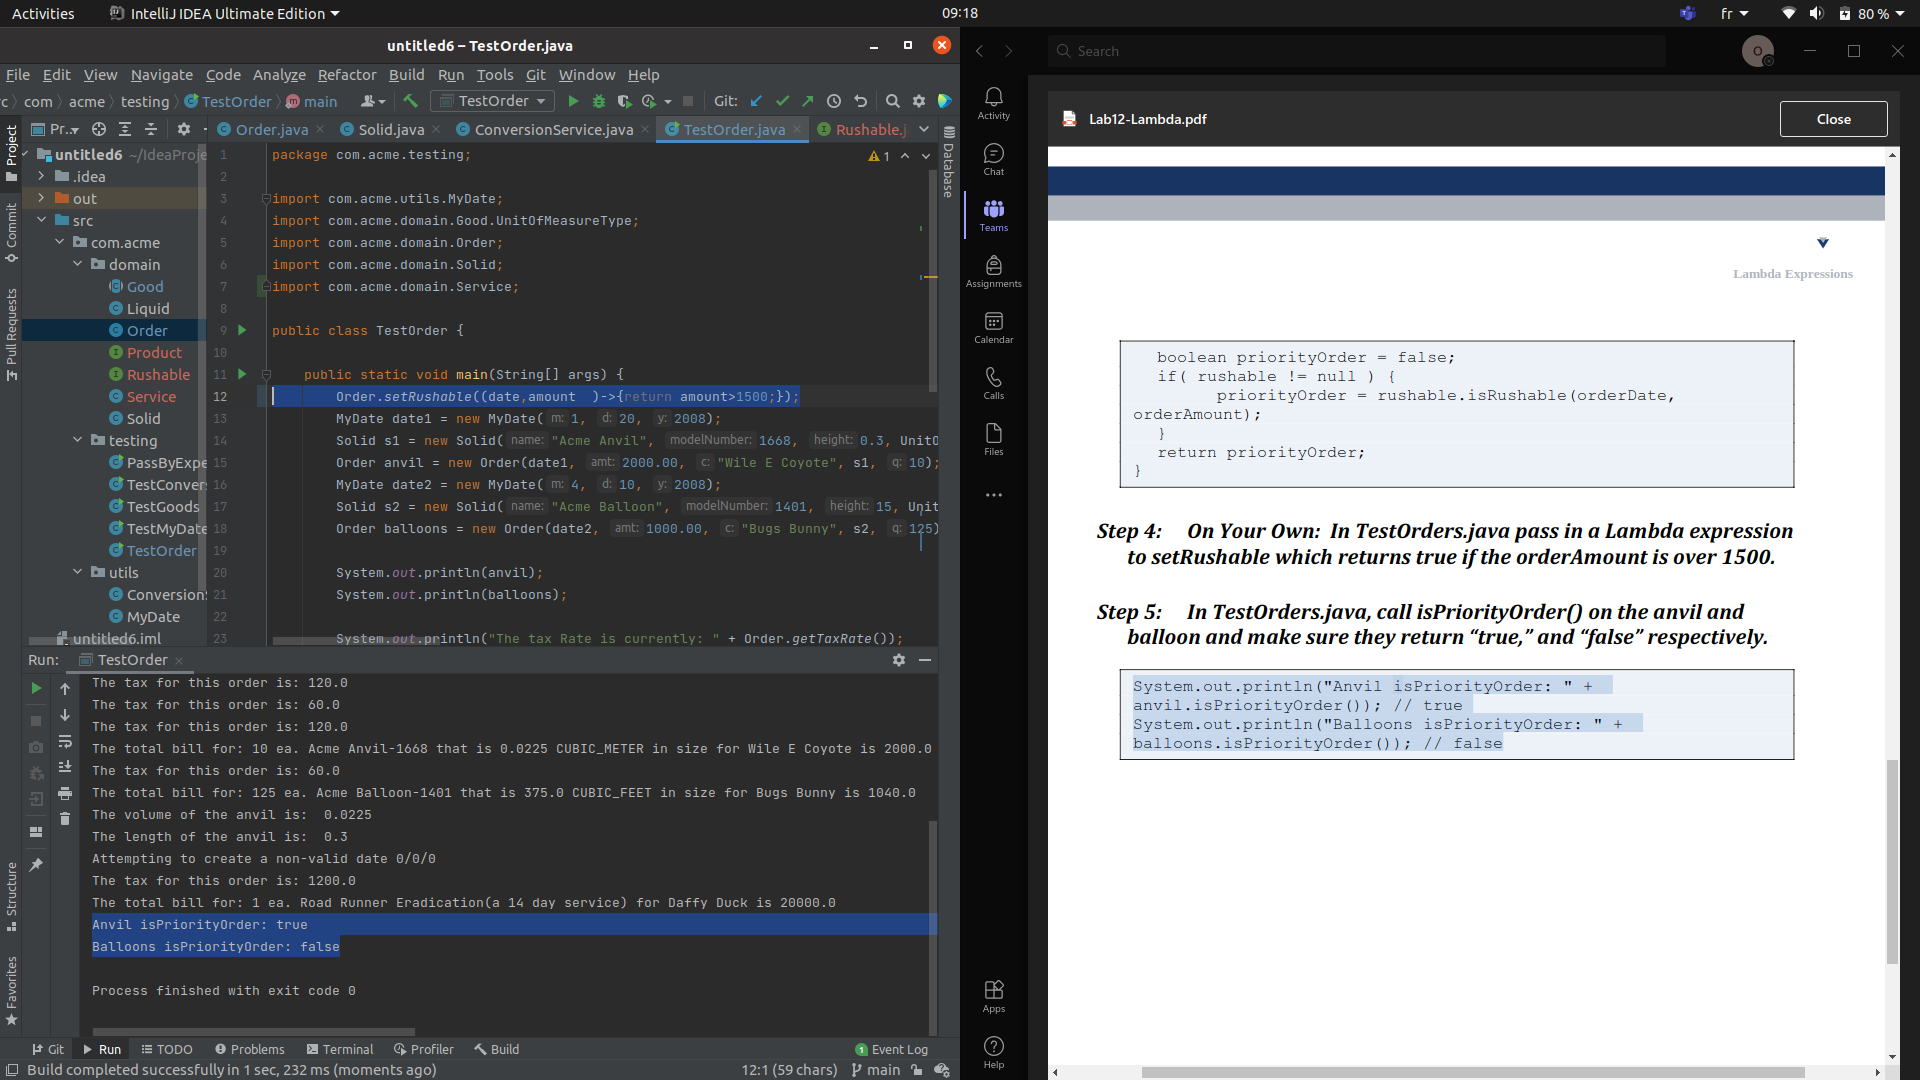 Activities
IntelliJ IDEA Ultimate Edition
09:18
fr
80 %
untitled6 – TestOrder.java
File Edit View Navigate Code Analyze Refactor Build Run Tools Git Window Help
com acme testing TestOrder main
TestOrder
Git:
Pr...
Order.java
Solid.java
ConversionService.java
TestOrder.java
Rushable.j
Project
Commit
Pull Requests
Structure
Favorites
Database
untitled6 ~/IdeaProje
.idea
out
src
com.acme
domain
Good
Liquid
Order
Product
Rushable
Service
Solid
testing
PassByExpe
TestConver
TestGoods
TestMyDate
TestOrder
utils
Conversion
MyDate
untitled6.iml
1
1 package com.acme.testing;
2
3 import com.acme.utils.MyDate;
4 import com.acme.domain.Good.UnitOfMeasureType;
5 import com.acme.domain.Order;
6 import com.acme.domain.Solid;
7 import com.acme.domain.Service;
8
9 public class TestOrder {
10
11 public static void main(String[] args) {
12 Order.setRushable((date,amount  )->{return amount>1500;});
13 MyDate date1 = new MyDate( m: 1, d: 20, y: 2008);
14 Solid s1 = new Solid( name: "Acme Anvil", modelNumber: 1668, height: 0.3, UnitO
15 Order anvil = new Order(date1, amt: 2000.00, c: "Wile E Coyote", s1, q: 10);
16 MyDate date2 = new MyDate( m: 4, d: 10, y: 2008);
17 Solid s2 = new Solid( name: "Acme Balloon", modelNumber: 1401, height: 15, Unit
18 Order balloons = new Order(date2, amt: 1000.00, c: "Bugs Bunny", s2, q: 125)
19
20 System.out.println(anvil);
21 System.out.println(balloons);
22
23 System.out.println("The tax Rate is currently: " + Order.getTaxRate());
Run: TestOrder
The tax for this order is: 120.0
The tax for this order is: 60.0
The tax for this order is: 120.0
The total bill for: 10 ea. Acme Anvil-1668 that is 0.0225 CUBIC_METER in size for Wile E Coyote is 2000.0
The tax for this order is: 60.0
The total bill for: 125 ea. Acme Balloon-1401 that is 375.0 CUBIC_FEET in size for Bugs Bunny is 1040.0
The volume of the anvil is:  0.0225
The length of the anvil is:  0.3
Attempting to create a non-valid date 0/0/0
The tax for this order is: 1200.0
The total bill for: 1 ea. Road Runner Eradication(a 14 day service) for Daffy Duck is 20000.0
Anvil isPriorityOrder: true
Balloons isPriorityOrder: false
Process finished with exit code 0
Git Run TODO Problems Terminal Profiler Build
1 Event Log
Build completed successfully in 1 sec, 232 ms (moments ago)
12:1 (59 chars) main
Search
O
Activity
Chat
Teams
Assignments
Calendar
Calls
Files
Apps
Help
Lab12-Lambda.pdf
Close
Lambda Expressions
boolean priorityOrder = false;
if( rushable != null ) {
priorityOrder = rushable.isRushable(orderDate,
orderAmount);
}
return priorityOrder;
}
Step 4: On Your Own: In TestOrders.java pass in a Lambda expression
to setRushable which returns true if the orderAmount is over 1500.
Step 5: In TestOrders.java, call isPriorityOrder() on the anvil and
balloon and make sure they return “true,” and “false” respectively.
System.out.println("Anvil isPriorityOrder: " +
anvil.isPriorityOrder()); // true
System.out.println("Balloons isPriorityOrder: " +
balloons.isPriorityOrder()); // false